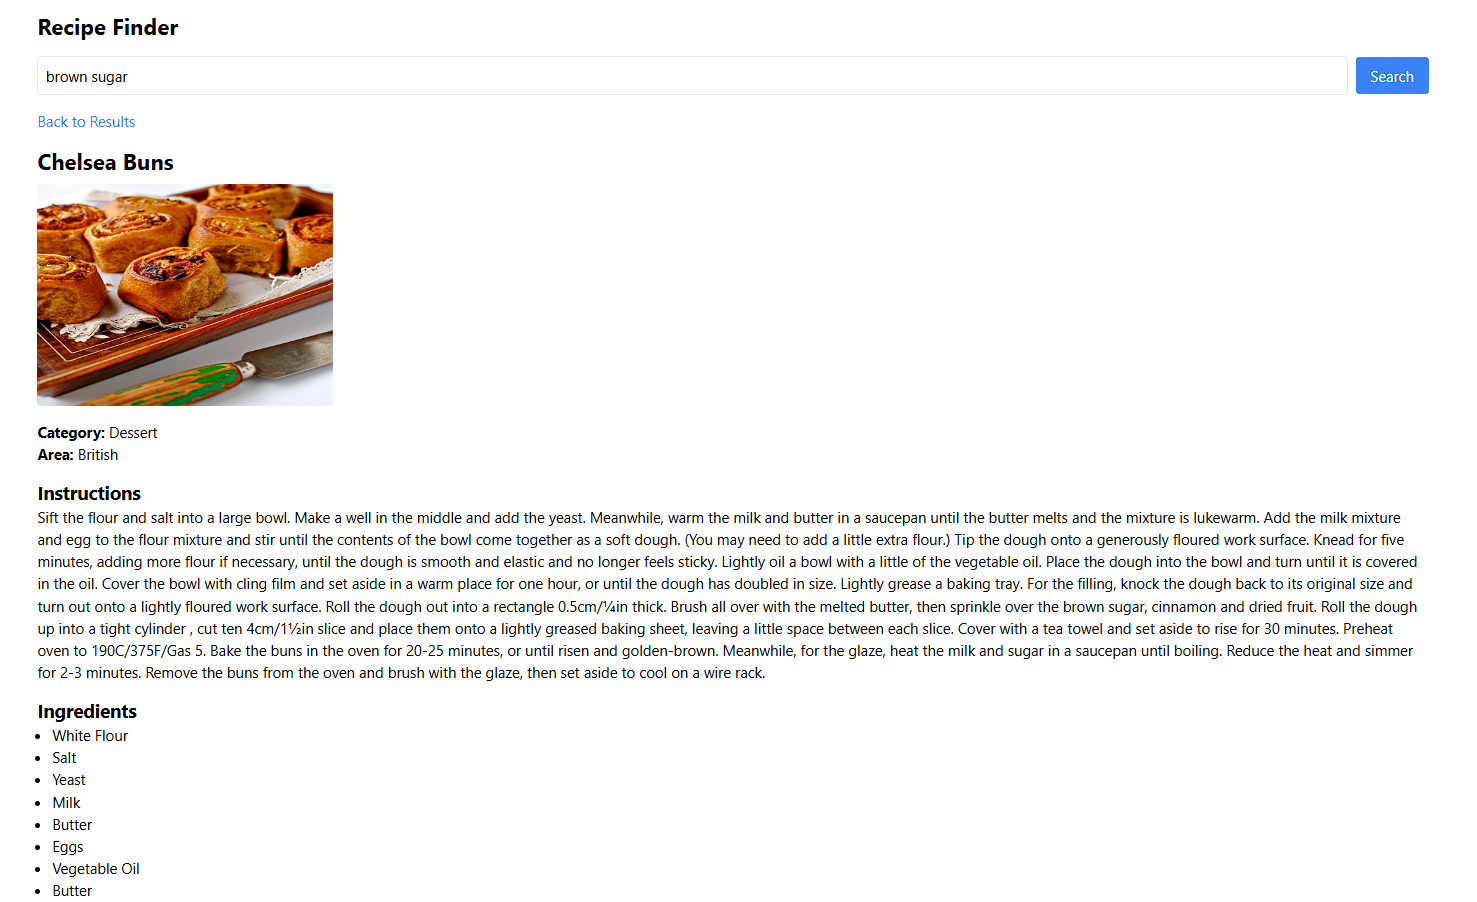 Recipe Finder
brown sugar
Search
Back to Results
Chelsea Buns
Category: Dessert
Area: British
Instructions
Sift the flour and salt into a large bowl. Make a well in the middle and add the yeast. Meanwhile, warm the milk and butter in a saucepan until the butter melts and the mixture is lukewarm. Add the milk mixture
and egg to the flour mixture and stir until the contents of the bowl come together as a soft dough. (You may need to add a little extra flour.) Tip the dough onto a generously floured work surface. Knead for five
minutes, adding more flour if necessary, until the dough is smooth and elastic and no longer feels sticky. Lightly oil a bowl with a little of the vegetable oil. Place the dough into the bowl and turn until it is covered
in the oil. Cover the bowl with cling film and set aside in a warm place for one hour, or until the dough has doubled in size. Lightly grease a baking tray. For the filling, knock the dough back to its original size and
turn out onto a lightly floured work surface. Roll the dough out into a rectangle 0.5cm/¼in thick. Brush all over with the melted butter, then sprinkle over the brown sugar, cinnamon and dried fruit. Roll the dough
up into a tight cylinder , cut ten 4cm/1½in slice and place them onto a lightly greased baking sheet, leaving a little space between each slice. Cover with a tea towel and set aside to rise for 30 minutes. Preheat
oven to 190C/375F/Gas 5. Bake the buns in the oven for 20-25 minutes, or until risen and golden-brown. Meanwhile, for the glaze, heat the milk and sugar in a saucepan until boiling. Reduce the heat and simmer
for 2-3 minutes. Remove the buns from the oven and brush with the glaze, then set aside to cool on a wire rack.
Ingredients
• White Flour
• Salt
• Yeast
• Milk
• Butter
• Eggs
• Vegetable Oil
• Butter